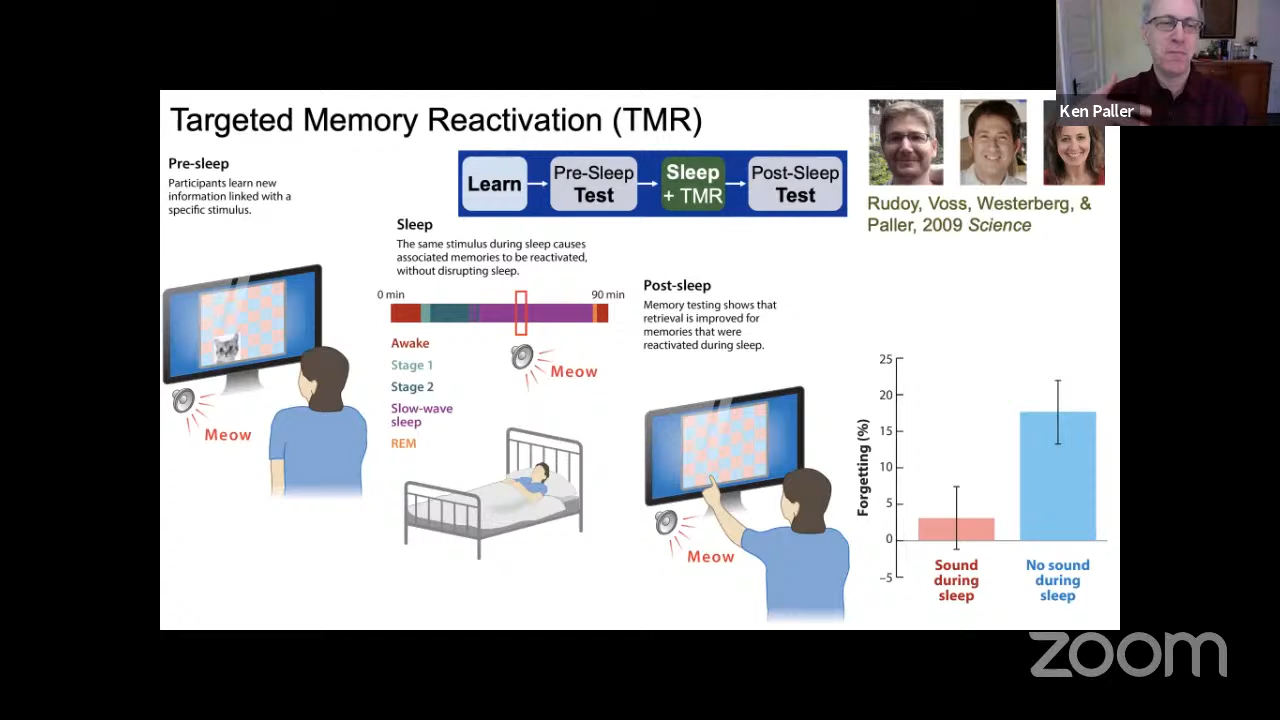 Targeted Memory Reactivation (TMR)
Ken Paller
Pre-sleep
Participants learn new
information linked with a
specific stimulus.
Learn
Pre-Sleep
Test
Sleep
+ TMR
Post-Sleep
Test
Rudoy, Voss, Westerberg, &
Paller, 2009 Science
Sleep
The same stimulus during sleep causes
associated memories to be reactivated,
without disrupting sleep.
0 min
90 min
Awake
Stage 1
Stage 2
Slow-wave
sleep
REM
Meow
Meow
Post-sleep
Memory testing shows that
retrieval is improved for
memories that were
reactivated during sleep.
Meow
Forgetting (%)
25
20
15
10
5
0
–5
Sound
during
sleep
No sound
during
sleep
zoom